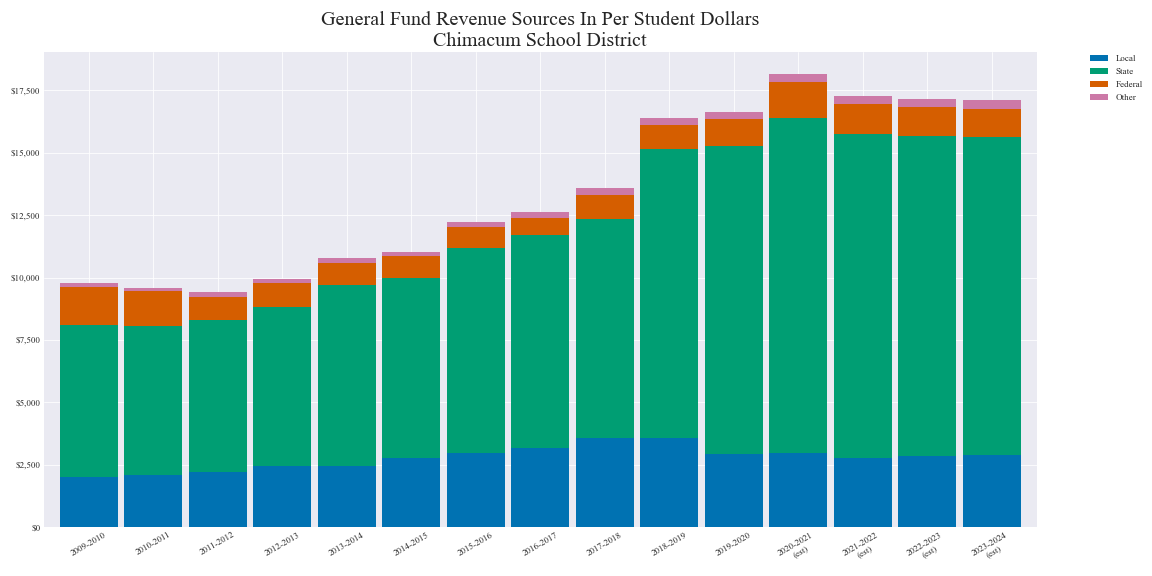 General Fund Revenue Sources In Per Student Dollars
Chimacum School District
Local
State
Federal
Other
$17,500
$15,000
$12,500
$10,000
$7,500
$5,000
$2,500
$0
2009-2010
2010-2011
2011-2012
2012-2013
2013-2014
2014-2015
2015-2016
2016-2017
2017-2018
2018-2019
2019-2020
2020-2021
(est)
2021-2022
(est)
2022-2023
(est)
2023-2024
(est)